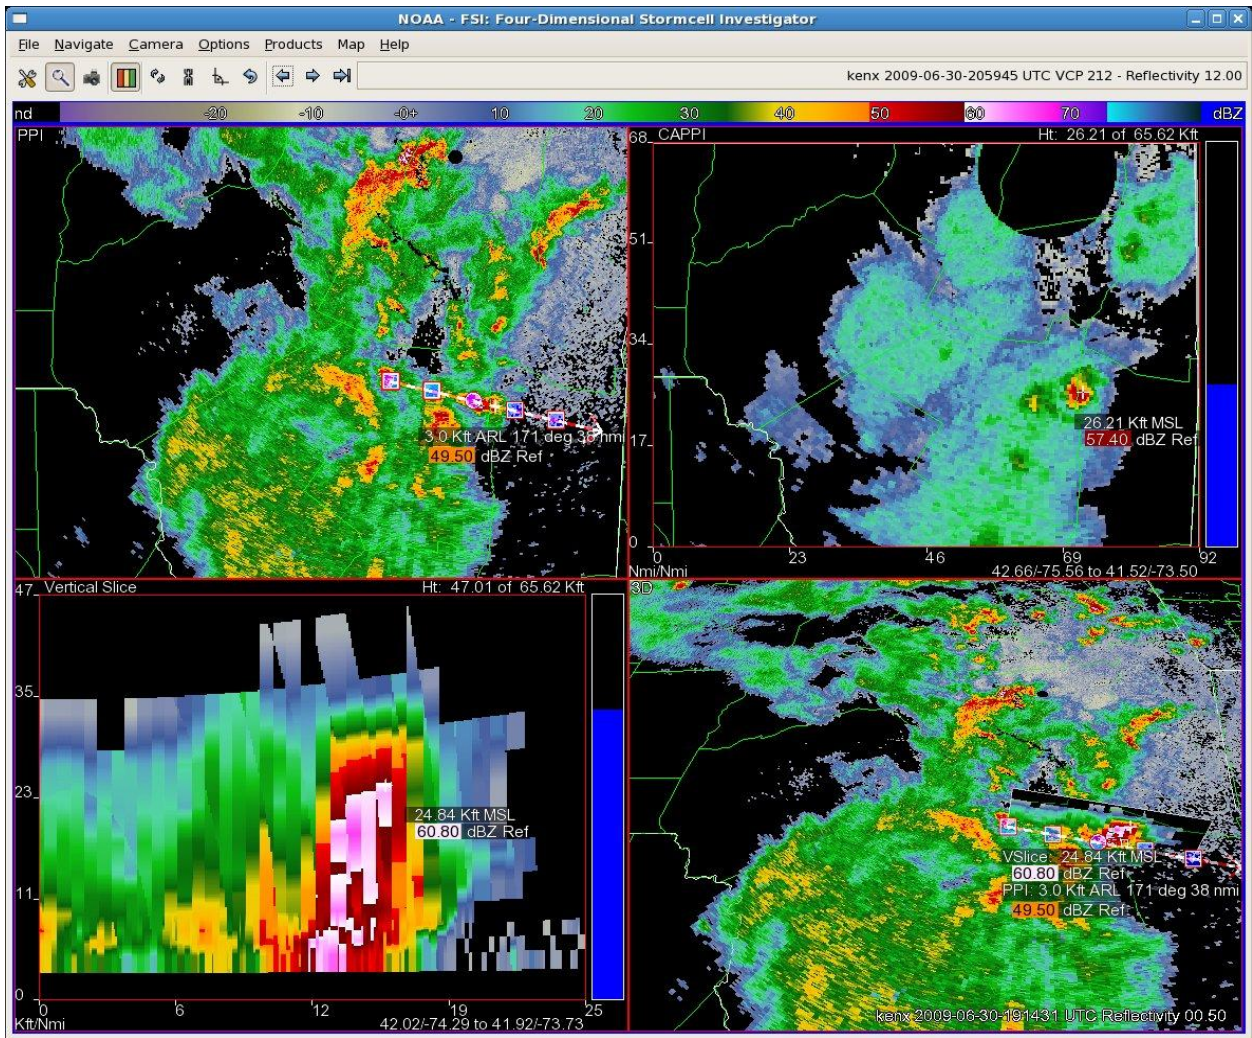 NOAA - FSI: Four-Dimensional Stormcell Investigator
File Navigate Camera Options Products Map Help
kenx 2009-06-30-205945 UTC VCP 212 - Reflectivity 12.00
nd -20 -10 -0+ 10 20 30 40 50 60 70 dBZ
PPI
3.0 Kft ARL 171 deg 38 nmi
49.50 dBZ Ref
68 CAPPI Ht: 26.21 of 65.62 Kft
51
34
17
0
26.21 Kft MSL
57.40 dBZ Ref
0 23 46 69 92
Nmi/Nmi 42.66/-75.56 to 41.52/-73.50
47 Vertical Slice Ht: 47.01 of 65.62 Kft
35
23
11
0
24.84 Kft MSL
60.80 dBZ Ref
0 6 12 19 25
Kft/Nmi 42.02/-74.29 to 41.92/-73.73
3D
VSlice: 24.84 Kft MSL
60.80 dBZ Ref
PPI: 3.0 Kft ARL 171 deg 38 nmi
49.50 dBZ Ref
kenx 2009-06-30-191431 UTC Reflectivity 00.50